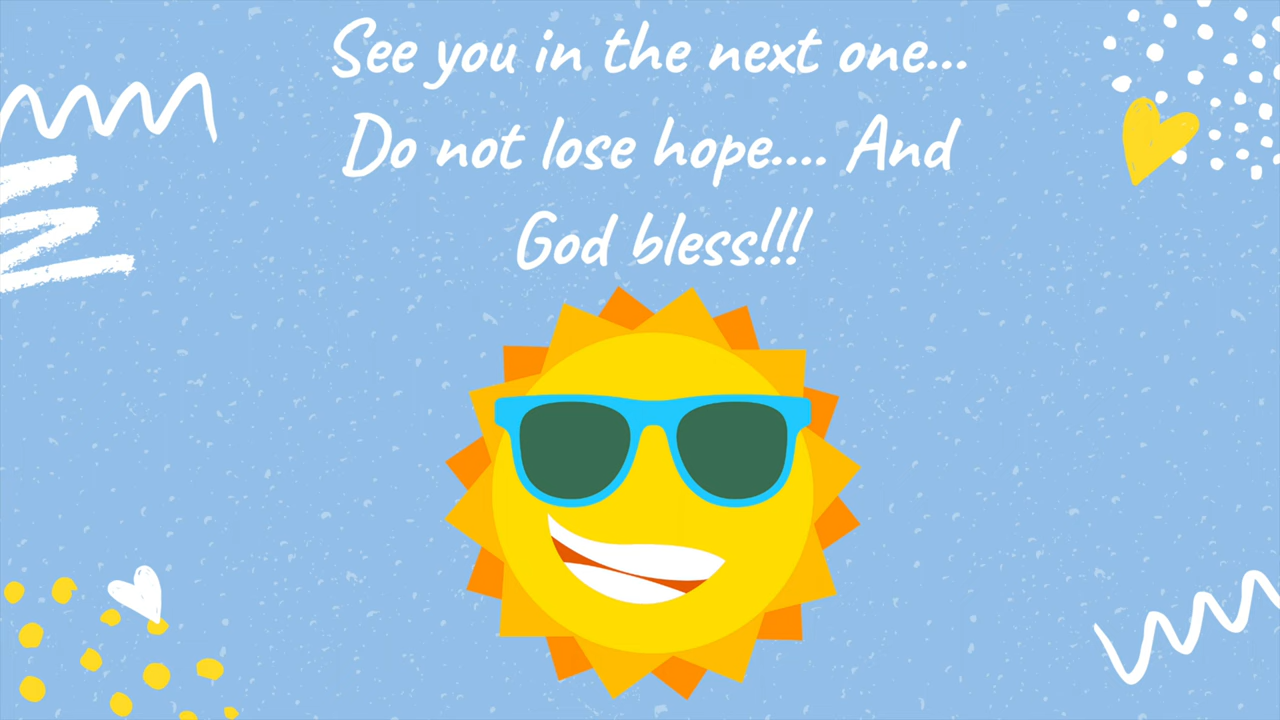 See you in the next one...
Do not lose hope.... And
God bless!!!